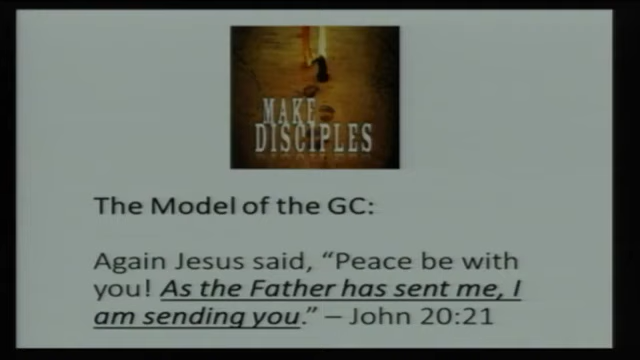 MAKE
DISCIPLES
The Model of the GC:
Again Jesus said, “Peace be with
you! As the Father has sent me, I
am sending you.” – John 20:21